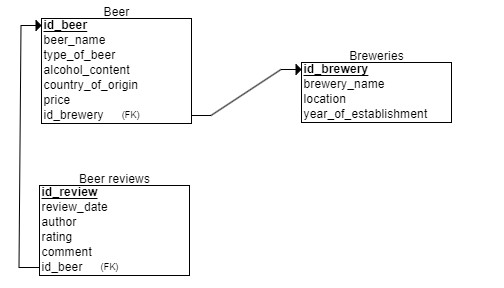 Beer
id_beer
beer_name
type_of_beer
alcohol_content
country_of_origin
price
id_brewery (FK)
Breweries
id_brewery
brewery_name
location
year_of_establishment
Beer reviews
id_review
review_date
author
rating
comment
id_beer (FK)